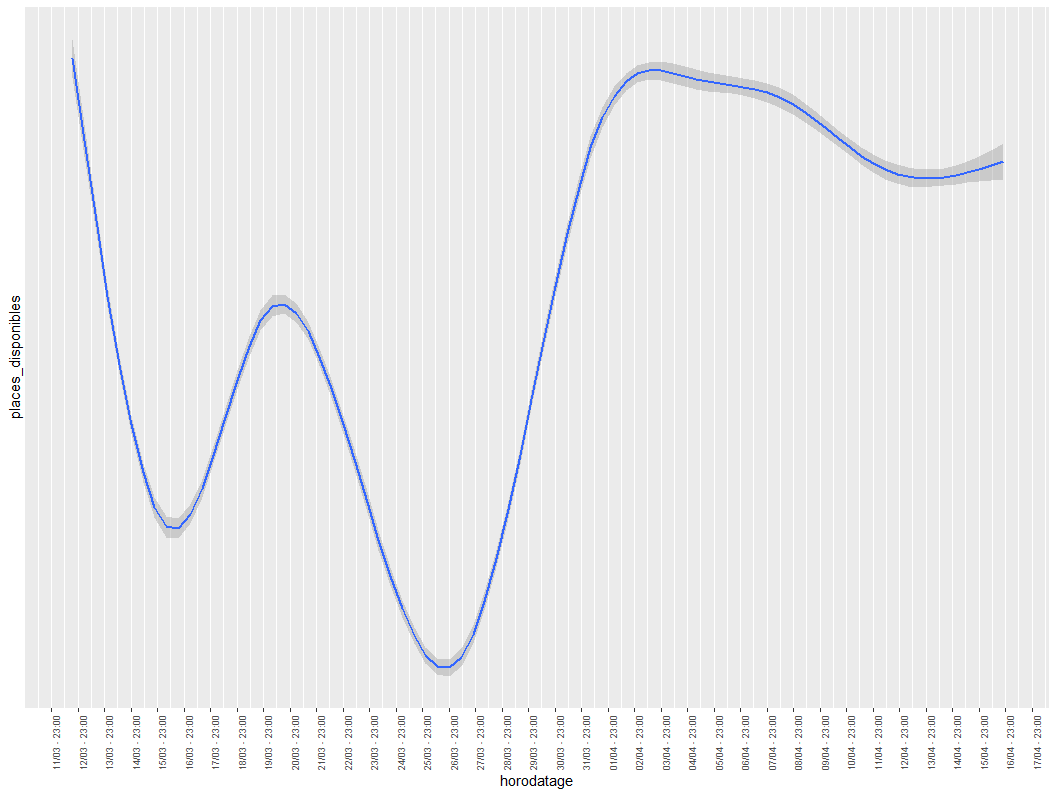 places_disponibles
11/03 - 23:00
12/03 - 23:00
13/03 - 23:00
14/03 - 23:00
15/03 - 23:00
16/03 - 23:00
17/03 - 23:00
18/03 - 23:00
19/03 - 23:00
20/03 - 23:00
21/03 - 23:00
22/03 - 23:00
23/03 - 23:00
24/03 - 23:00
25/03 - 23:00
26/03 - 23:00
27/03 - 23:00
28/03 - 23:00
29/03 - 23:00
30/03 - 23:00
31/03 - 23:00
01/04 - 23:00
02/04 - 23:00
03/04 - 23:00
04/04 - 23:00
05/04 - 23:00
06/04 - 23:00
07/04 - 23:00
08/04 - 23:00
09/04 - 23:00
10/04 - 23:00
11/04 - 23:00
12/04 - 23:00
13/04 - 23:00
14/04 - 23:00
15/04 - 23:00
16/04 - 23:00
17/04 - 23:00
horodatage